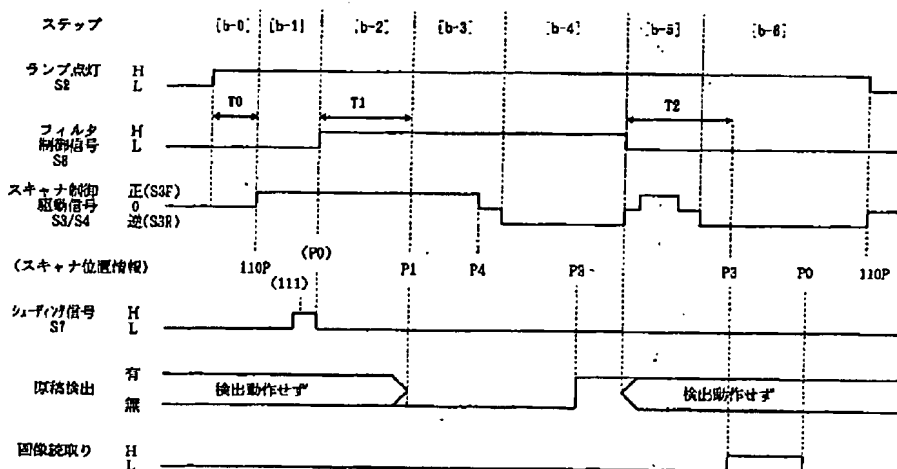 ステップ [b-0] [b-1] [b-2] [b-3] [b-4] [b-5] [b-6]
ランプ点灯 H
S2 L
T0 T1 T2
フィルタ H
制御信号 L
S6
スキャナ制御 正(S3F)
駆動信号 0
S3/S4 逆(S3R)
(P0)
(スキャナ位置情報) 110P P1 P4 P3 P3 P0 110P
(111)
シェーディング信号 H
S7 L
原稿検出 有
検出動作せず 検出動作せず
無
画像読取り H
L